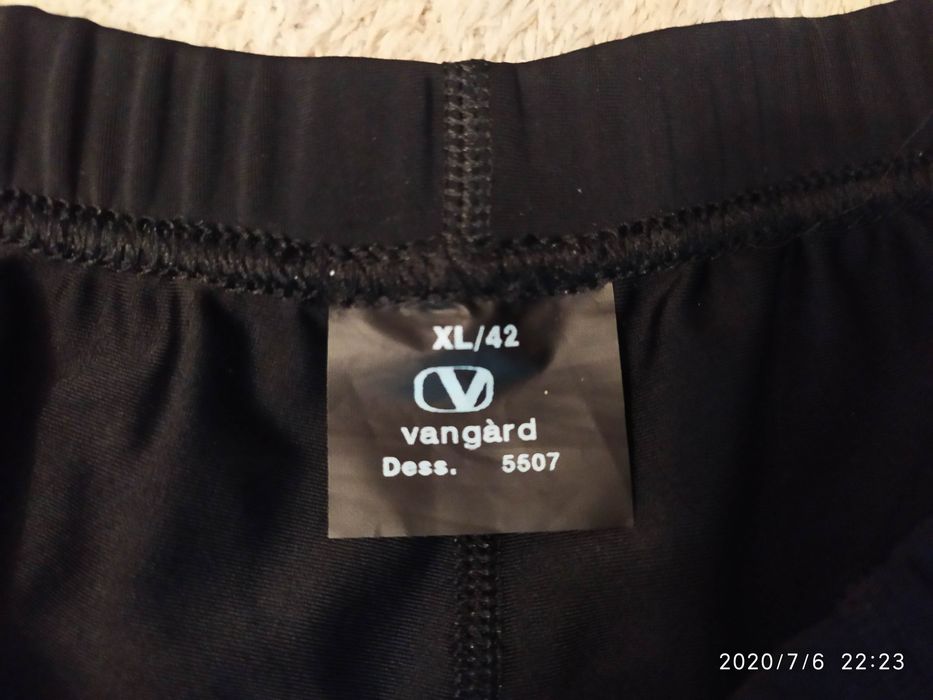 XL/42
V
vangàrd
Dess. 5507
2020/7/6 22:23